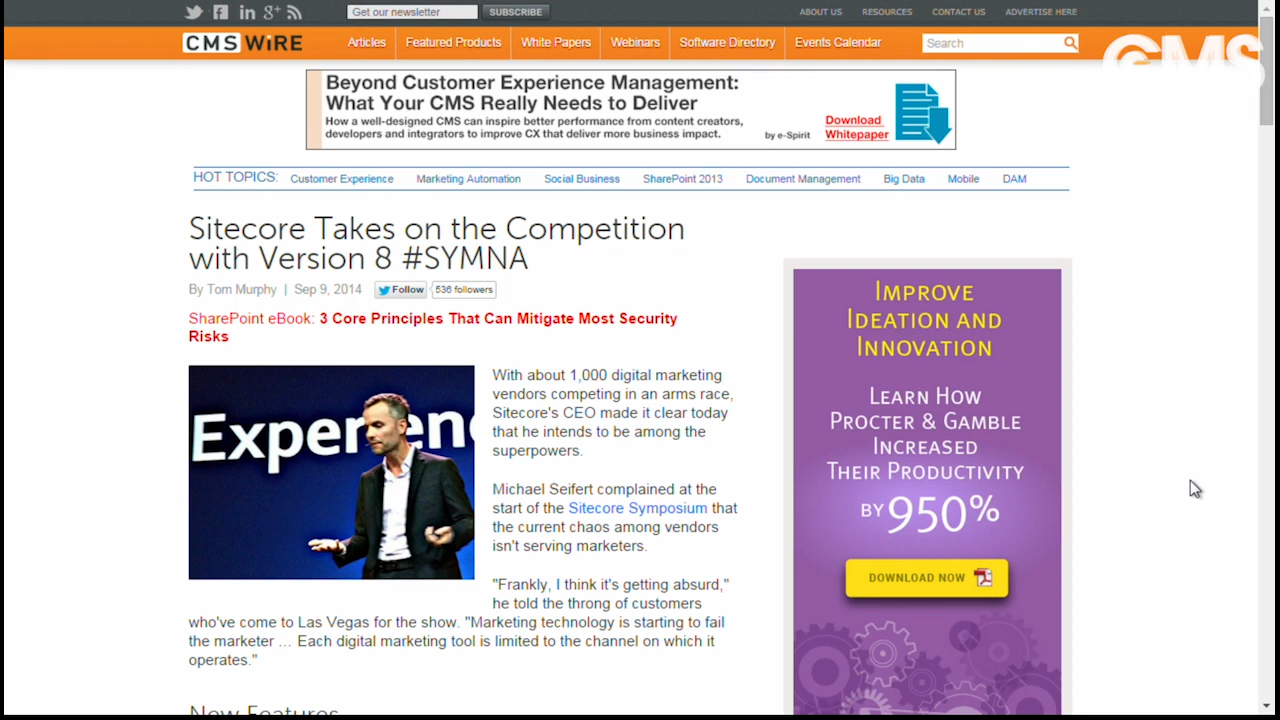 Get our newsletter
SUBSCRIBE
ABOUT US
RESOURCES
CONTACT US
ADVERTISE HERE
CMS WiRE
Articles
Featured Products
White Papers
Webinars
Software Directory
Events Calendar
Search
CMS
Beyond Customer Experience Management:
What Your CMS Really Needs to Deliver
How a well-designed CMS can inspire better performance from content creators,
developers and integrators to improve CX that deliver more business impact.
by e-Spirit
Download
Whitepaper
HOT TOPICS:
Customer Experience
Marketing Automation
Social Business
SharePoint 2013
Document Management
Big Data
Mobile
DAM
Sitecore Takes on the Competition
with Version 8 #SYMNA
By Tom Murphy | Sep 9, 2014
Follow
536 followers
SharePoint eBook: 3 Core Principles That Can Mitigate Most Security
Risks
With about 1,000 digital marketing
vendors competing in an arms race,
Sitecore's CEO made it clear today
that he intends to be among the
superpowers.
Michael Seifert complained at the
start of the Sitecore Symposium that
the current chaos among vendors
isn't serving marketers.
"Frankly, I think it's getting absurd,"
he told the throng of customers
who've come to Las Vegas for the show. "Marketing technology is starting to fail
the marketer ... Each digital marketing tool is limited to the channel on which it
operates."
New Features
Experienc
IMPROVE
IDEATION AND
INNOVATION
LEARN HOW
PROCTER & GAMBLE
INCREASED
THEIR PRODUCTIVITY
BY 950%
DOWNLOAD NOW